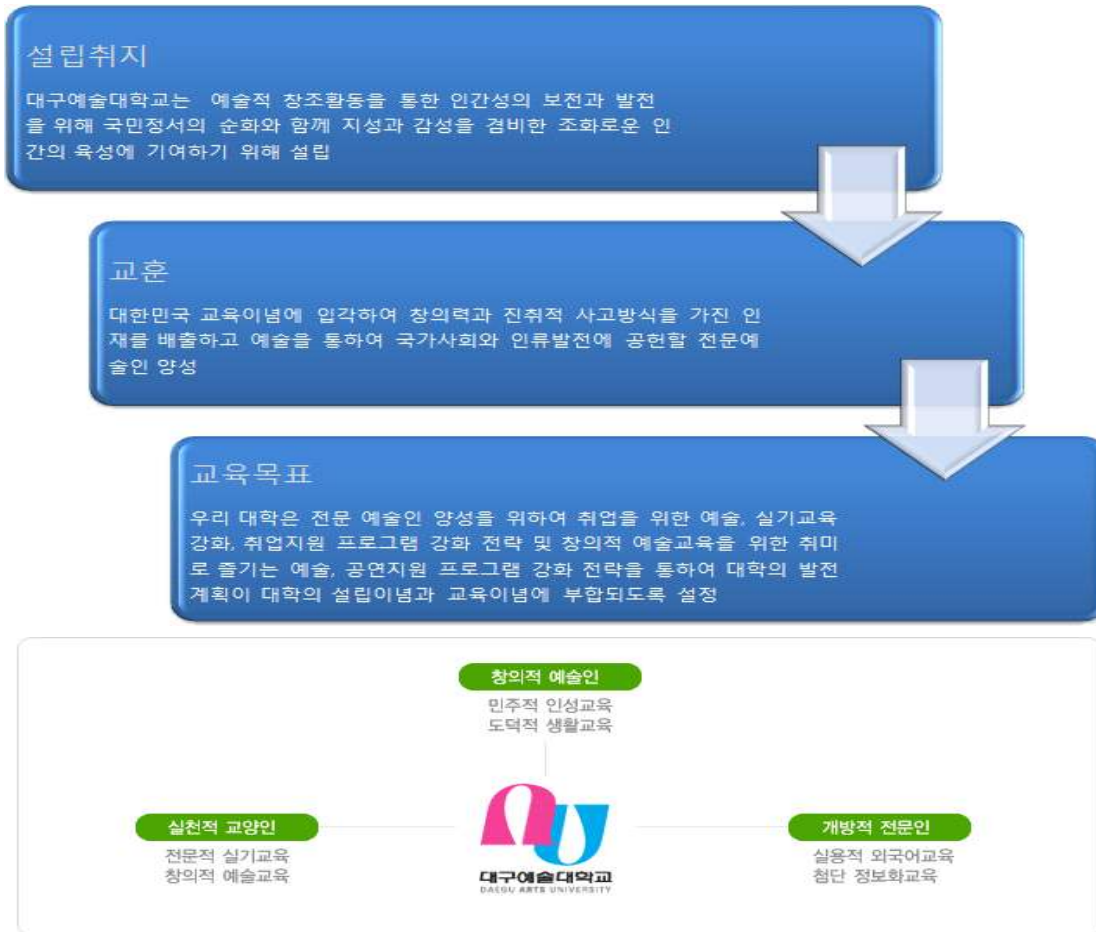 설립취지
대구예술대학교는 예술적 창조활동을 통한 인간성의 보전과 발전
을 위해 국민정서의 순화와 함께 지성과 감성을 겸비한 조화로운 인
간의 육성에 기여하기 위해 설립
교훈
대한민국 교육이념에 입각하여 창의력과 진취적 사고방식을 가진 인
재를 배출하고 예술을 통하여 국가사회와 인류발전에 공헌할 전문예
술인 양성
교육목표
우리 대학은 전문 예술인 양성을 위하여 취업을 위한 예술, 실기교육
강화, 취업지원 프로그램 강화 전략 및 창의적 예술교육을 위한 취미
로 즐기는 예술, 공연지원 프로그램 강화 전략을 통하여 대학의 발전
계획이 대학의 설립이념과 교육이념에 부합되도록 설정
창의적 예술인
민주적 인성교육
도덕적 생활교육
실천적 교양인
전문적 실기교육
창의적 예술교육
대구예술대학교
DAEGU ARTS UNIVERSITY
개방적 전문인
실용적 외국어교육
첨단 정보화교육